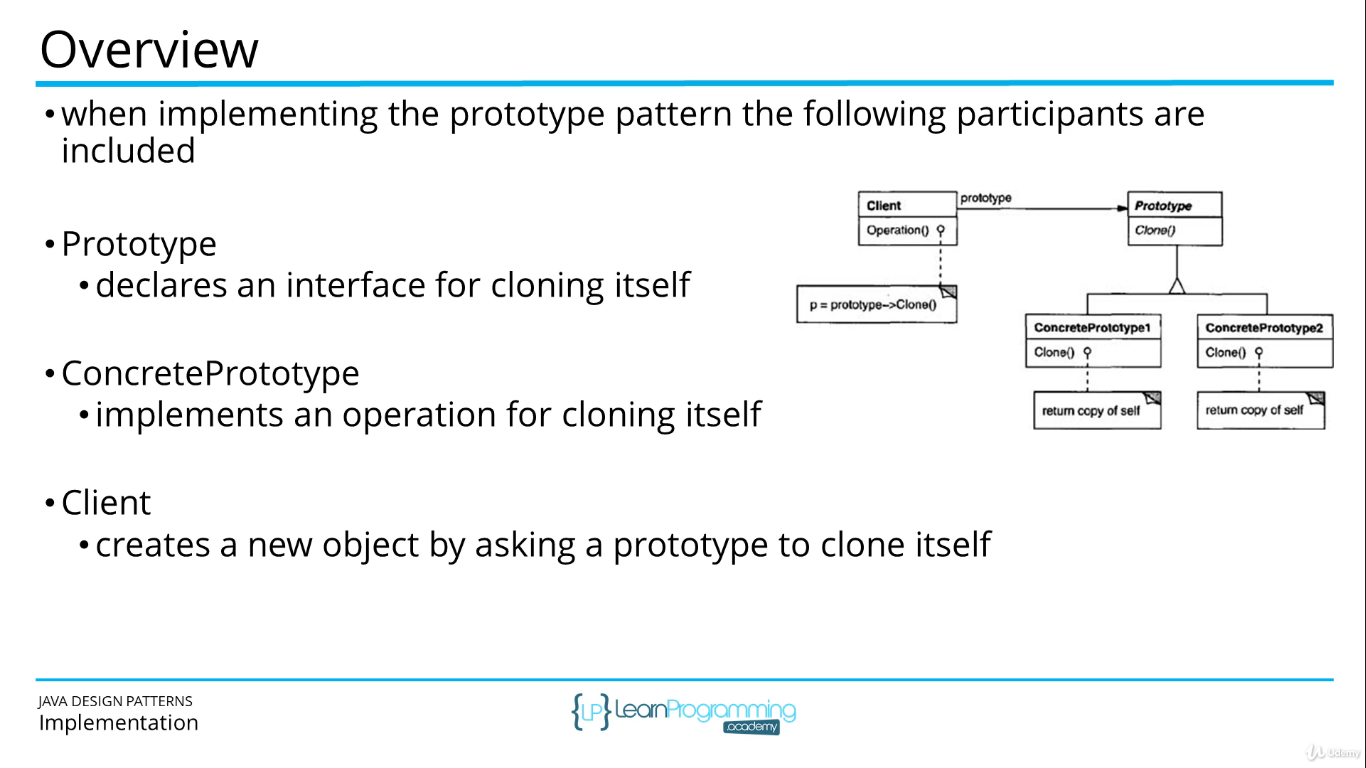 Overview
•when implementing the prototype pattern the following participants are
included
•Prototype
•declares an interface for cloning itself
•ConcretePrototype
•implements an operation for cloning itself
•Client
•creates a new object by asking a prototype to clone itself
Client
Operation()
prototype
Prototype
Clone()
p = prototype->Clone()
ConcretePrototype1
Clone()
return copy of self
ConcretePrototype2
Clone()
return copy of self
JAVA DESIGN PATTERNS
Implementation
{LP} LearnProgramming
.academy
Udemy